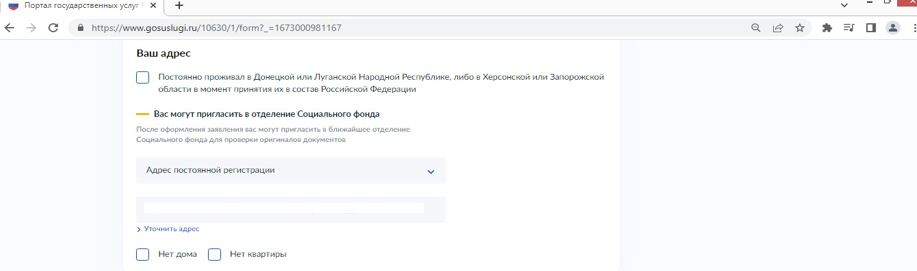 Портал государственных услуг
https://www.gosuslugi.ru/10630/1/form?_=1673000981167
Ваш адрес
Постоянно проживал в Донецкой или Луганской Народной Республике, либо в Херсонской или Запорожской
области в момент принятия их в состав Российской Федерации
Вас могут пригласить в отделение Социального фонда
После оформления заявления вас могут пригласить в ближайшее отделение
Социального фонда для проверки оригиналов документов
Адрес постоянной регистрации
Уточнить адрес
Нет дома Нет квартиры